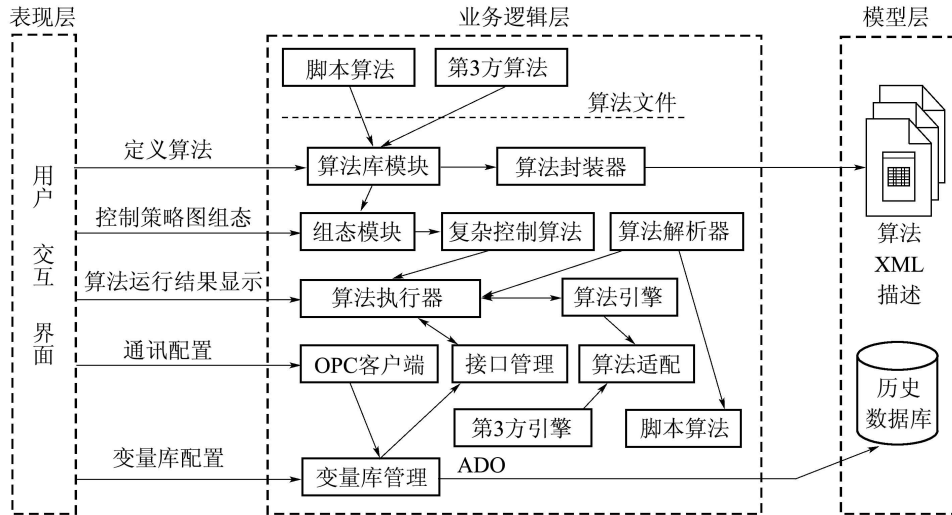 表现层
业务逻辑层
模型层
脚本算法
第3方算法
算法文件
定义算法
算法库模块
算法封装器
用户
交互
界面
控制策略图组态
组态模块
复杂控制算法
算法解析器
算法
XML
描述
算法运行结果显示
算法执行器
算法引擎
通讯配置
OPC客户端
接口管理
算法适配
历史
数据库
第3方引擎
脚本算法
变量库配置
变量库管理
ADO